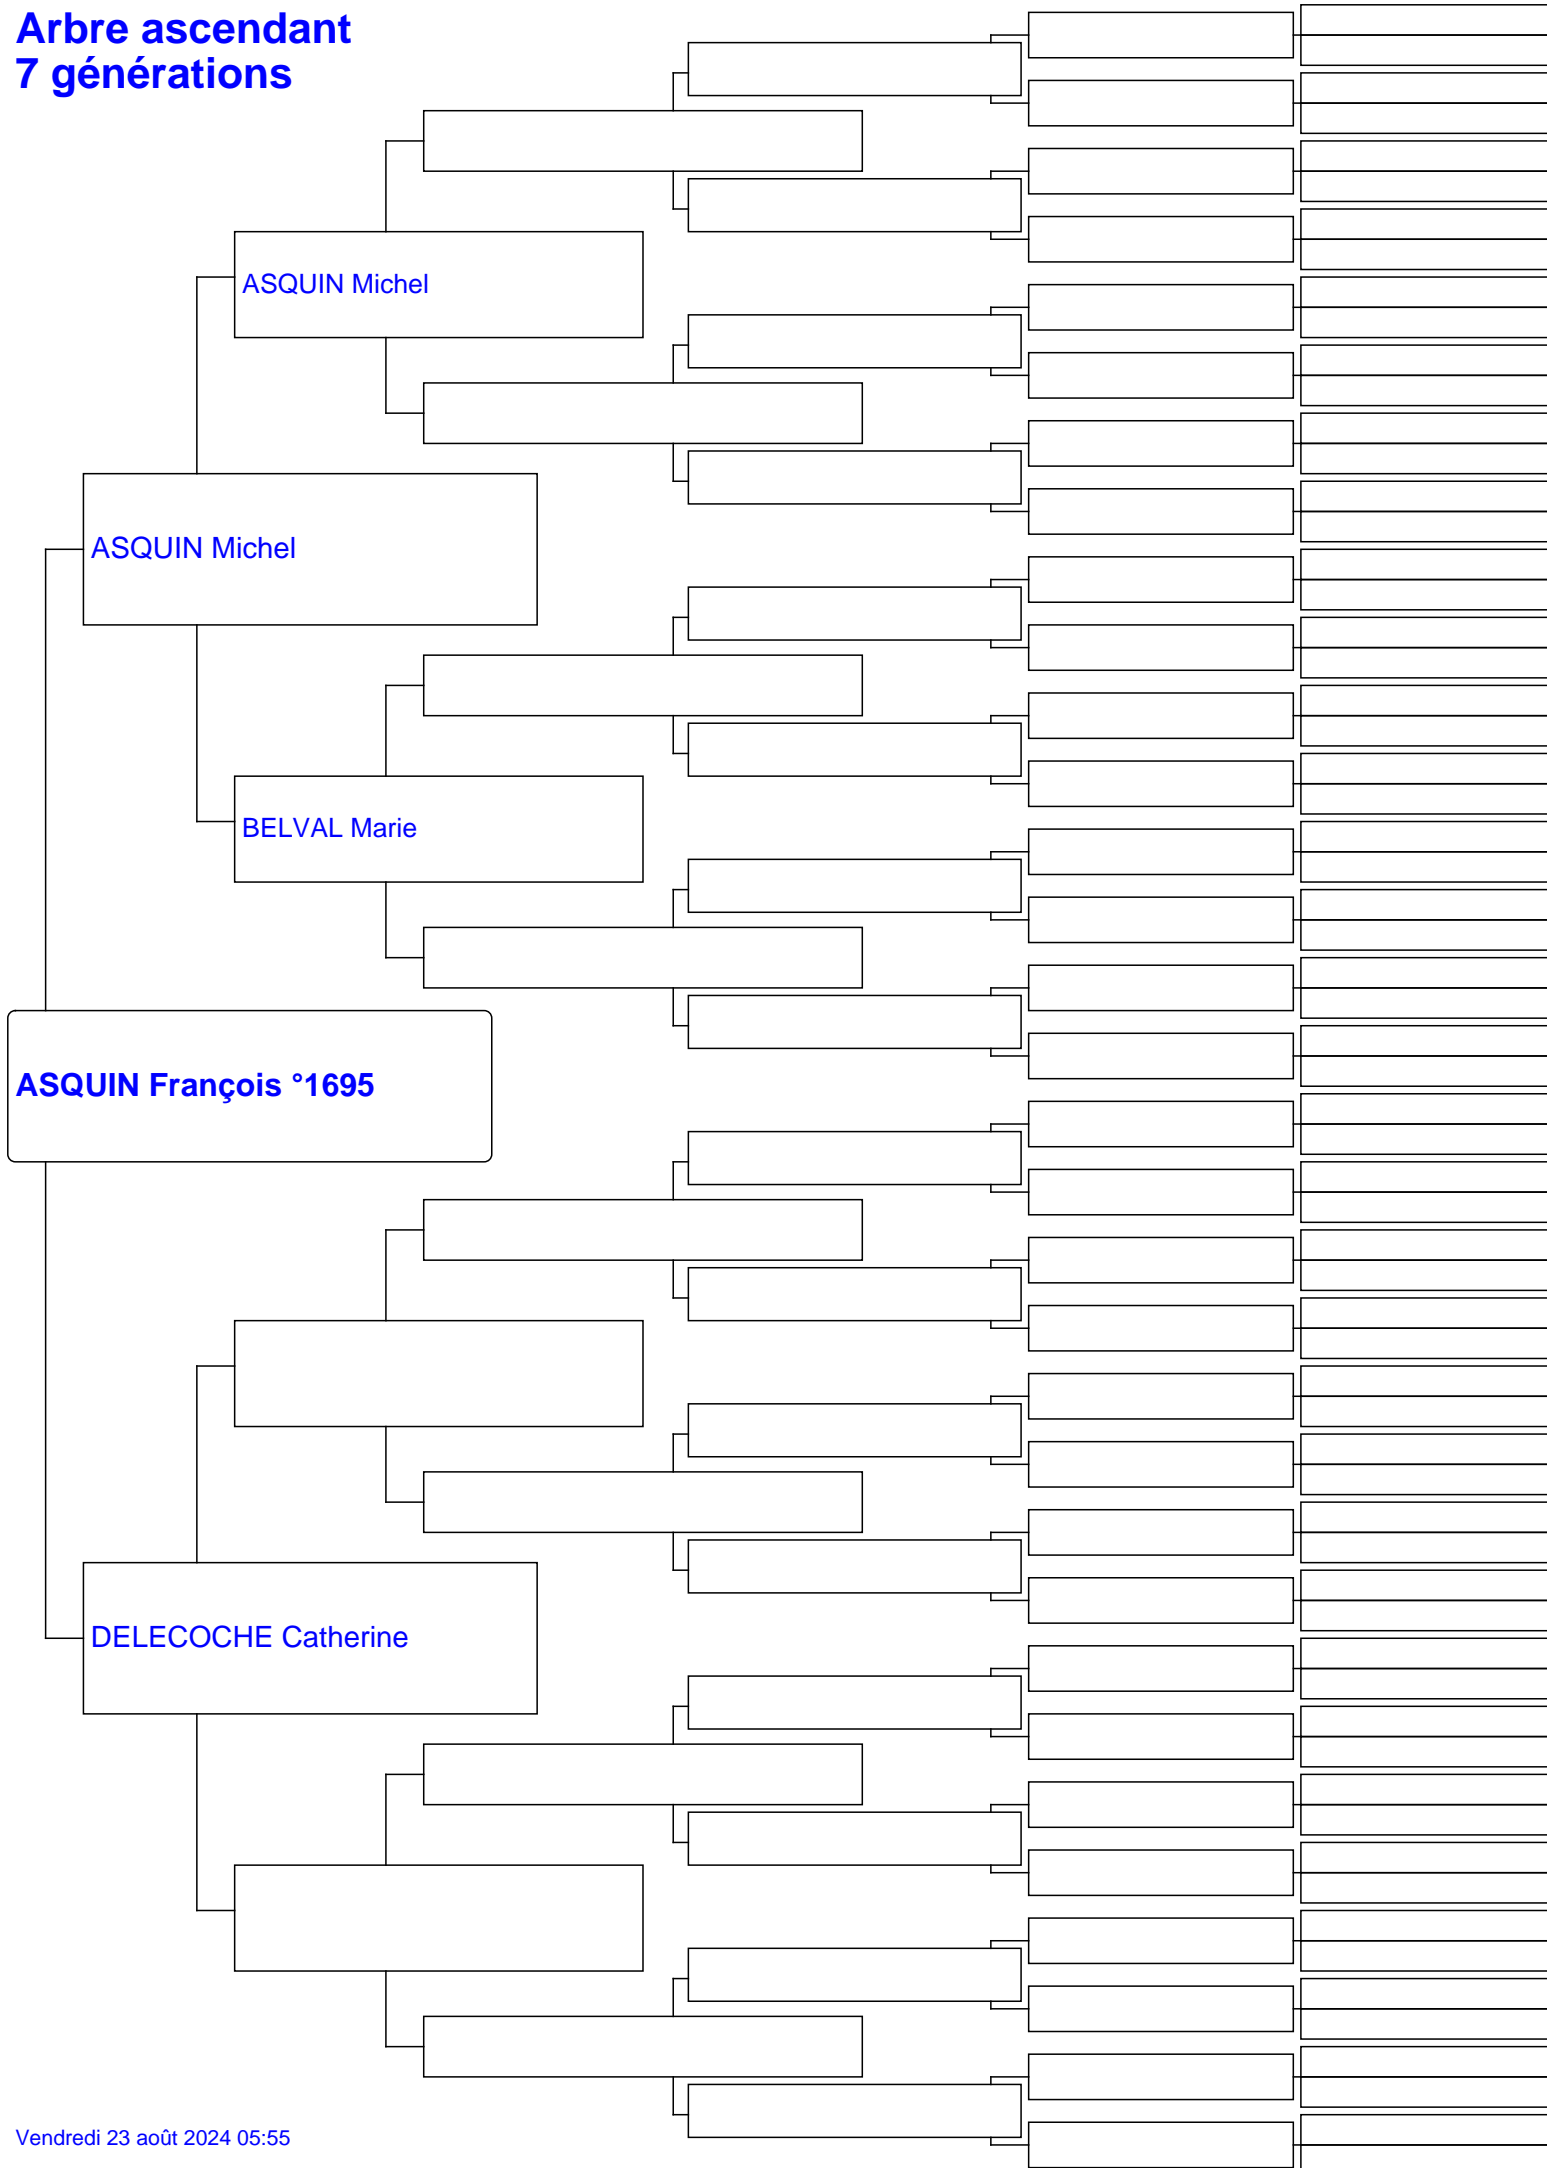 Arbre ascendant
7 générations
ASQUIN Michel
ASQUIN Michel
BELVAL Marie
ASQUIN François °1695
DELECOCHE Catherine
Vendredi 23 août 2024 05:55